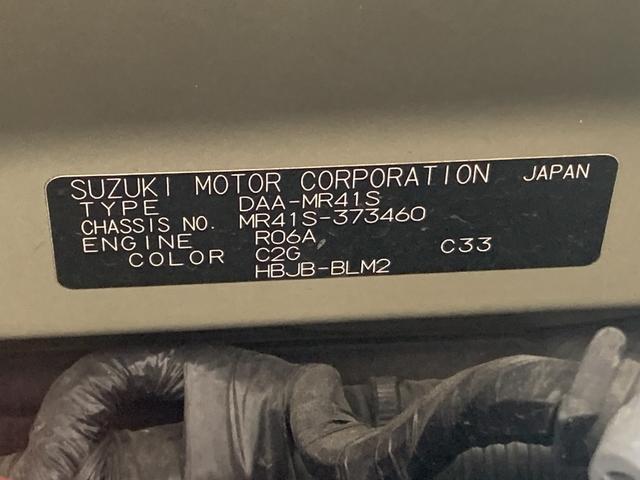 SUZUKI MOTOR CORPORATION JAPAN
TYPE DAA-MR41S
CHASSIS NO. MR41S-373460
ENGINE R06A
COLOR C2G C33
HBJB-BLM2